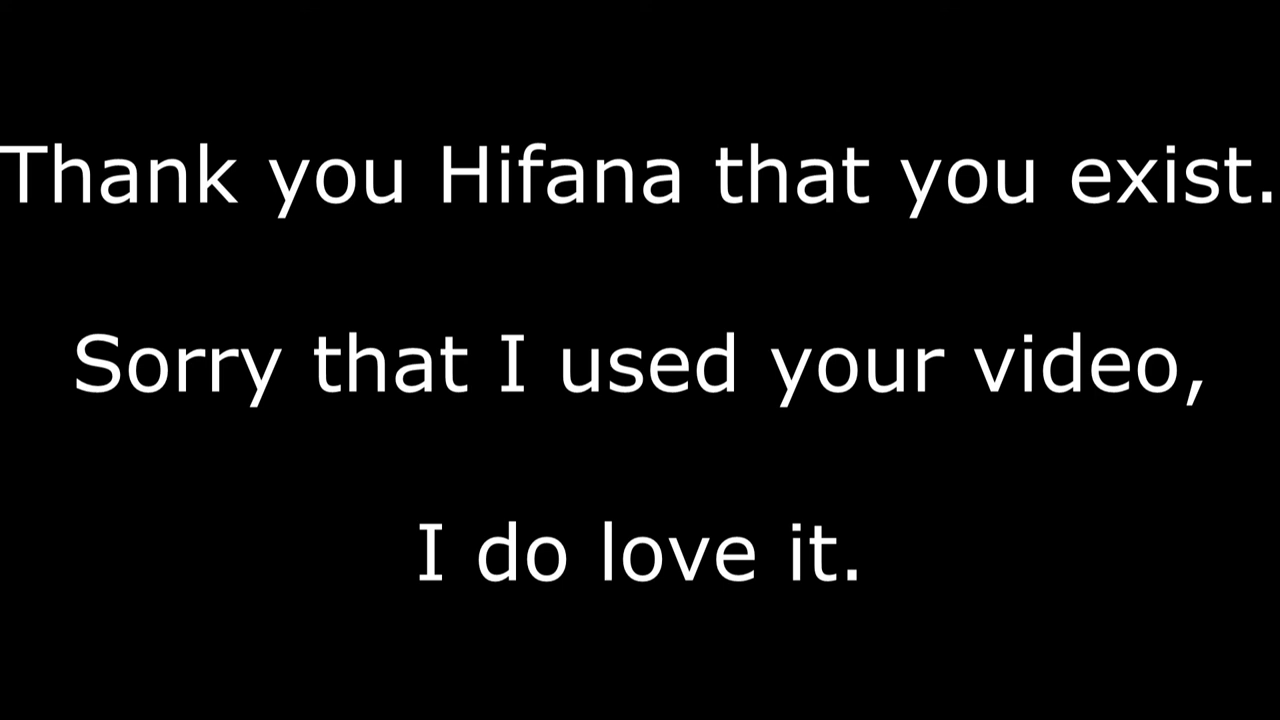 Thank you Hifana that you exist.
Sorry that I used your video,
I do love it.